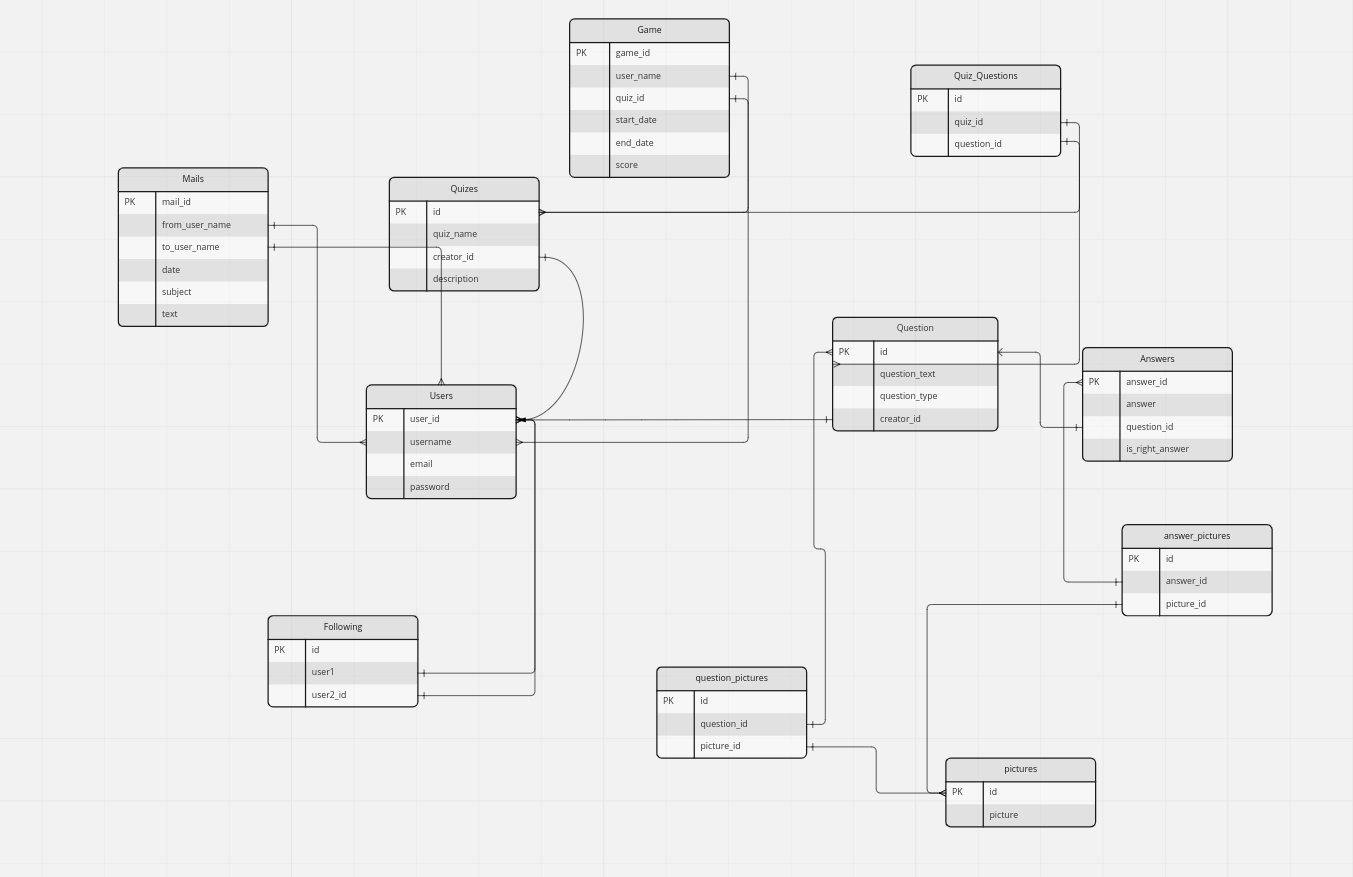 Game
PK game_id
user_name
quiz_id
start_date
end_date
score
Quiz_Questions
PK id
quiz_id
question_id
Mails
PK mail_id
from_user_name
to_user_name
date
subject
text
Quizes
PK id
quiz_name
creator_id
description
Question
PK id
question_text
question_type
creator_id
Answers
PK answer_id
answer
question_id
is_right_answer
Users
PK user_id
username
email
password
answer_pictures
PK id
answer_id
picture_id
Following
PK id
user1
user2_id
question_pictures
PK id
question_id
picture_id
pictures
PK id
picture